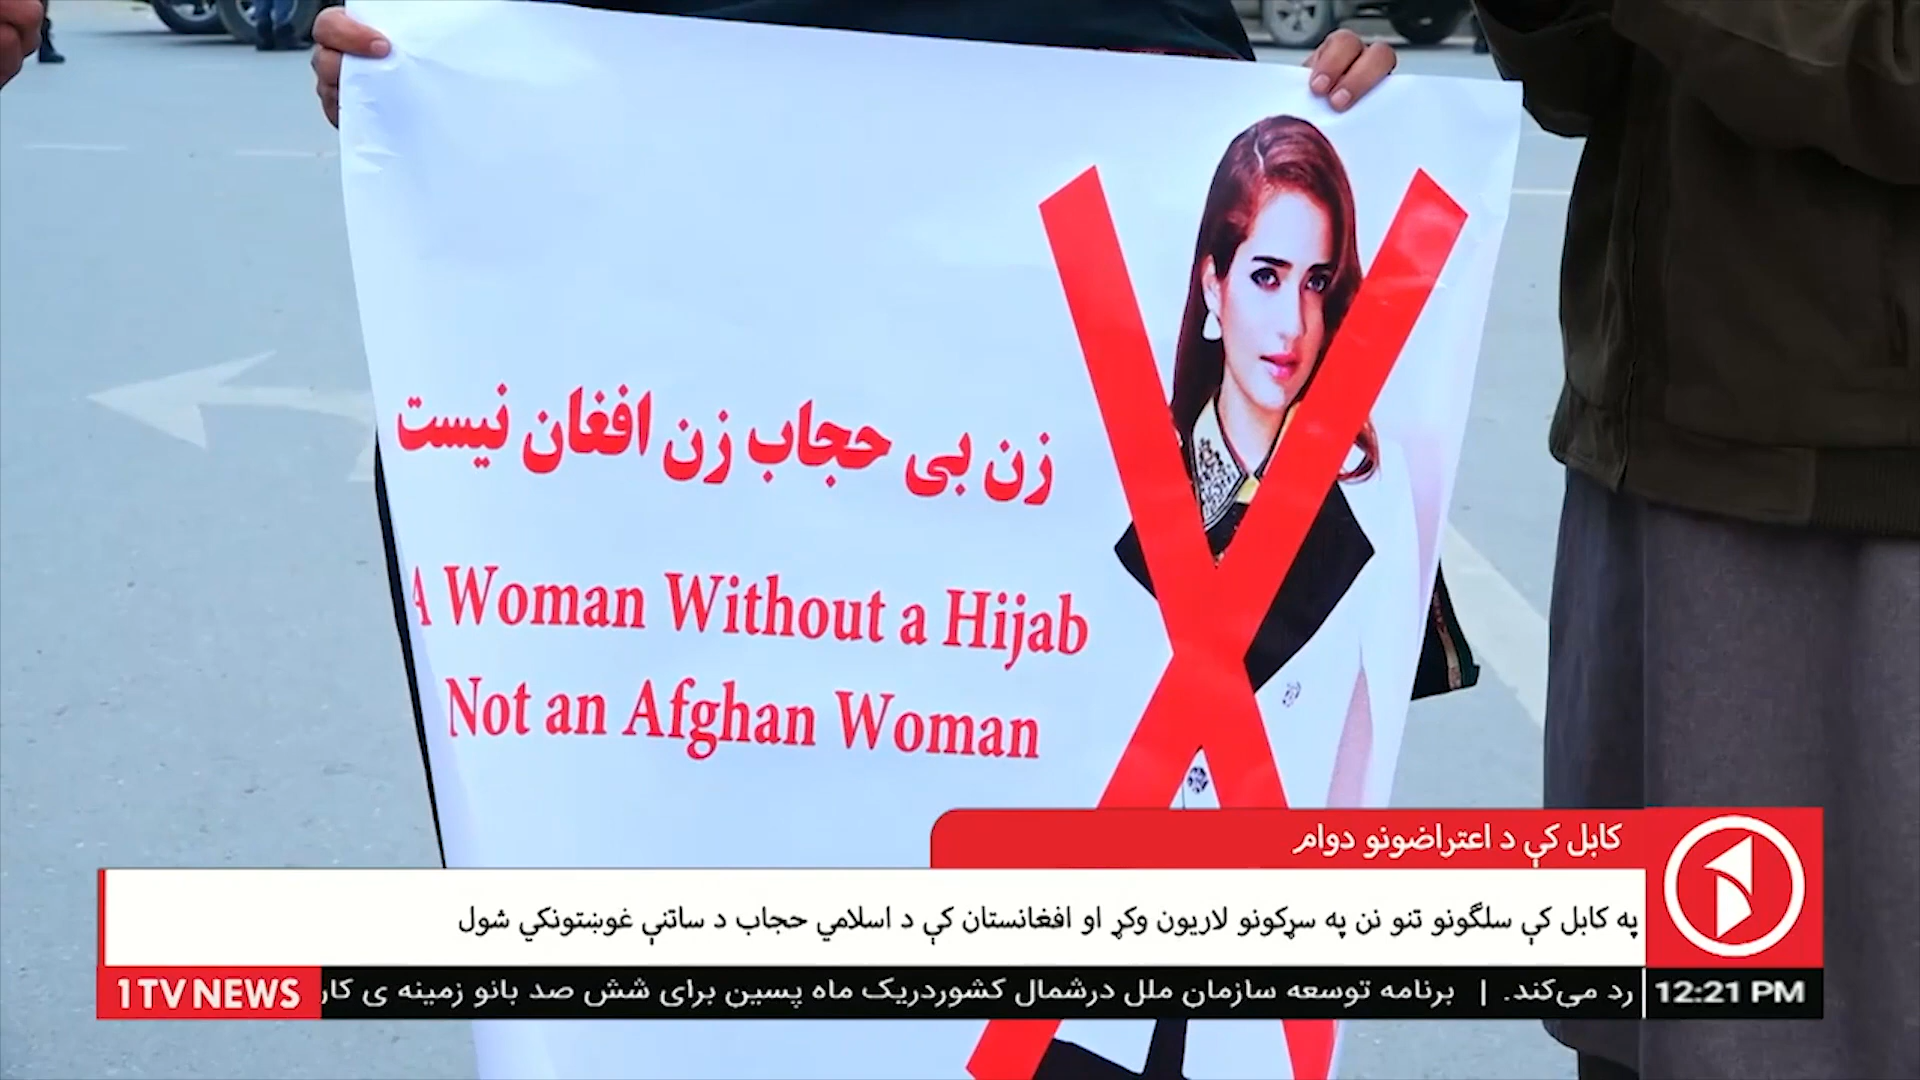 زن بی حجاب زن افغان نیست
A Woman Without a Hijab
Not an Afghan Woman
کابل کې د اعتراضونو دوام
په کابل کې سلګونو تنو نن په سړکونو لاریون وکړ او افغانستان کې د اسلامي حجاب د ساتنې غوښتونکي شول
1TV NEWS
رد می‌کند. | برنامه توسعه سازمان ملل درشمال کشوردریک ماه پسین برای شش صد بانو زمینه ی کار
12:21 PM